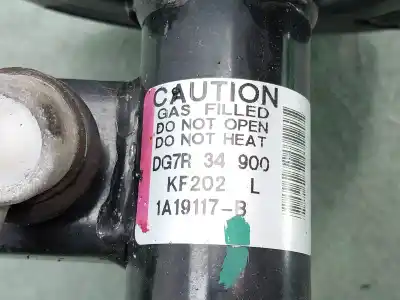 CAUTION
GAS FILLED
DO NOT OPEN
DO NOT HEAT
DG7R 34 900
KF202 L
1A19117-B